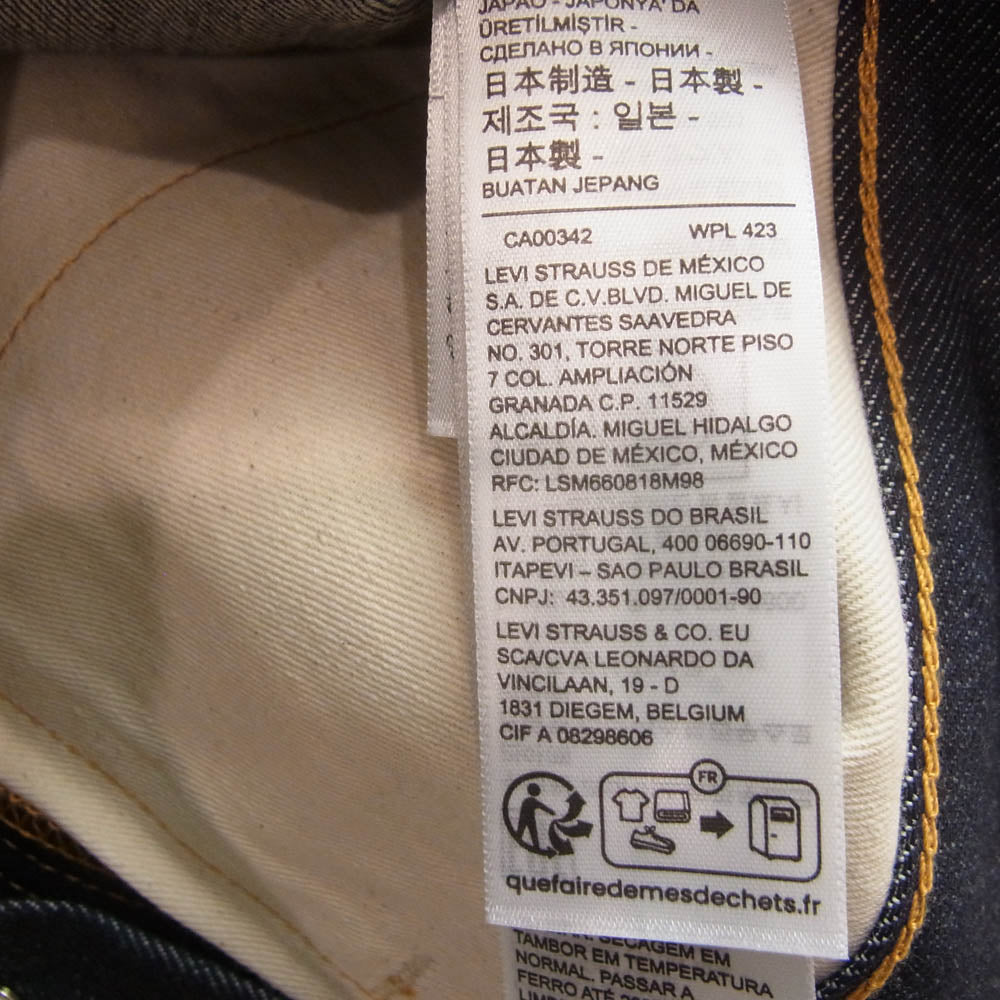 JAPÃO - JAPONYA' DA
ÜRETİLMİŞTİR -
СДЕЛАНО В ЯПОНИИ -
日本制造 - 日本製 -
제조국 : 일본 -
日本製 -
BUATAN JEPANG
CA00342 WPL 423
LEVI STRAUSS DE MÉXICO
S.A. DE C.V.BLVD. MIGUEL DE
CERVANTES SAAVEDRA
NO. 301, TORRE NORTE PISO
7 COL. AMPLIACIÓN
GRANADA C.P. 11529
ALCALDÍA. MIGUEL HIDALGO
CIUDAD DE MÉXICO, MÉXICO
RFC: LSM660818M98
LEVI STRAUSS DO BRASIL
AV. PORTUGAL, 400 06690-110
ITAPEVI – SAO PAULO BRASIL
CNPJ: 43.351.097/0001-90
LEVI STRAUSS & CO. EU
SCA/CVA LEONARDO DA
VINCILAAN, 19 - D
1831 DIEGEM, BELGIUM
CIF A 08298606
FR
quefairedemesdechets.fr
SECAGEM EM
TAMBOR EM TEMPERATURA
NORMAL. PASSAR A
FERRO ATÉ